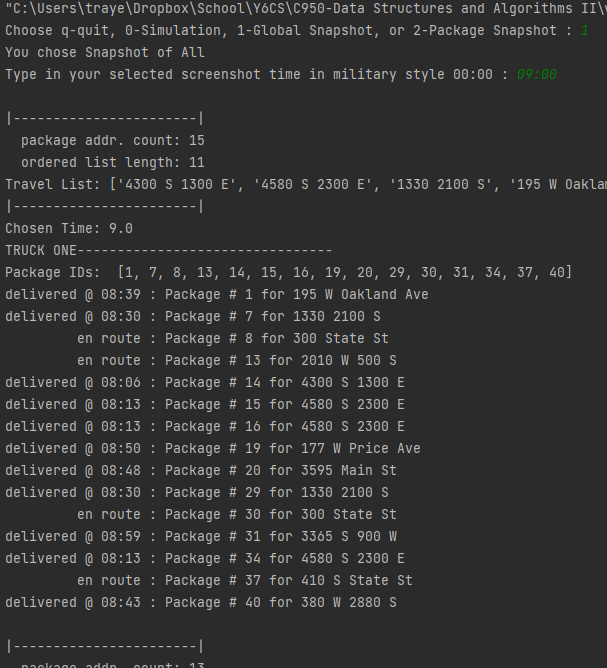 "C:\Users\traye\Dropbox\School\Y6CS\C950-Data Structures and Algorithms II\
Choose q-quit, 0-Simulation, 1-Global Snapshot, or 2-Package Snapshot : 1
You chose Snapshot of All
Type in your selected screenshot time in military style 00:00 : 09:00
|-----------------------|
package addr. count: 15
ordered list length: 11
Travel List: ['4300 S 1300 E', '4580 S 2300 E', '1330 2100 S', '195 W Oaklan
|-----------------------|
Chosen Time: 9.0
TRUCK ONE--------------------------------
Package IDs:  [1, 7, 8, 13, 14, 15, 16, 19, 20, 29, 30, 31, 34, 37, 40]
delivered @ 08:39 : Package # 1 for 195 W Oakland Ave
delivered @ 08:30 : Package # 7 for 1330 2100 S
en route : Package # 8 for 300 State St
en route : Package # 13 for 2010 W 500 S
delivered @ 08:06 : Package # 14 for 4300 S 1300 E
delivered @ 08:13 : Package # 15 for 4580 S 2300 E
delivered @ 08:13 : Package # 16 for 4580 S 2300 E
delivered @ 08:50 : Package # 19 for 177 W Price Ave
delivered @ 08:48 : Package # 20 for 3595 Main St
delivered @ 08:30 : Package # 29 for 1330 2100 S
en route : Package # 30 for 300 State St
delivered @ 08:59 : Package # 31 for 3365 S 900 W
delivered @ 08:13 : Package # 34 for 4580 S 2300 E
en route : Package # 37 for 410 S State St
delivered @ 08:43 : Package # 40 for 380 W 2880 S
|-----------------------|
package addr. count: 13